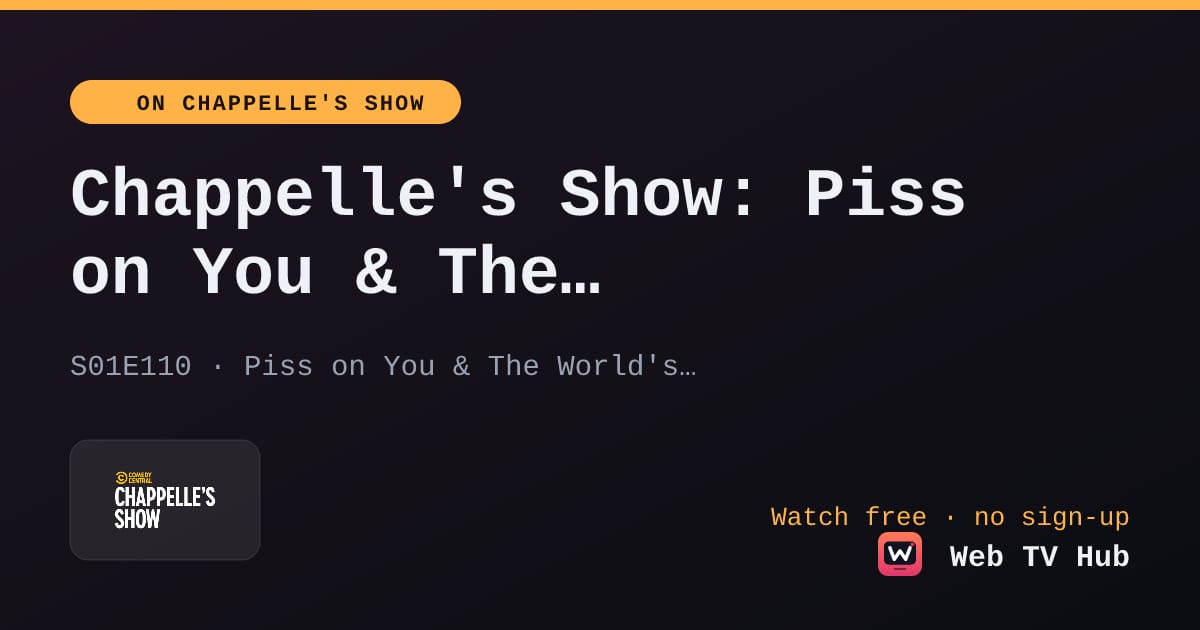 ON CHAPPELLE'S SHOW
Chappelle's Show: Piss
on You & The…
S01E110 · Piss on You & The World's…
COMEDY
CENTRAL
CHAPPELLE'S
SHOW
Watch free · no sign-up
W Web TV Hub